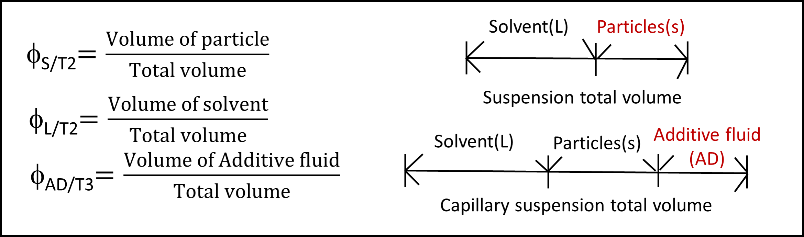 ϕS/T2= Volume of particle / Total volume
ϕL/T2= Volume of solvent / Total volume
ϕAD/T3= Volume of Additive fluid / Total volume
Solvent(L) Particles(s)
Suspension total volume
Solvent(L) Particles(s) Additive fluid (AD)
Capillary suspension total volume